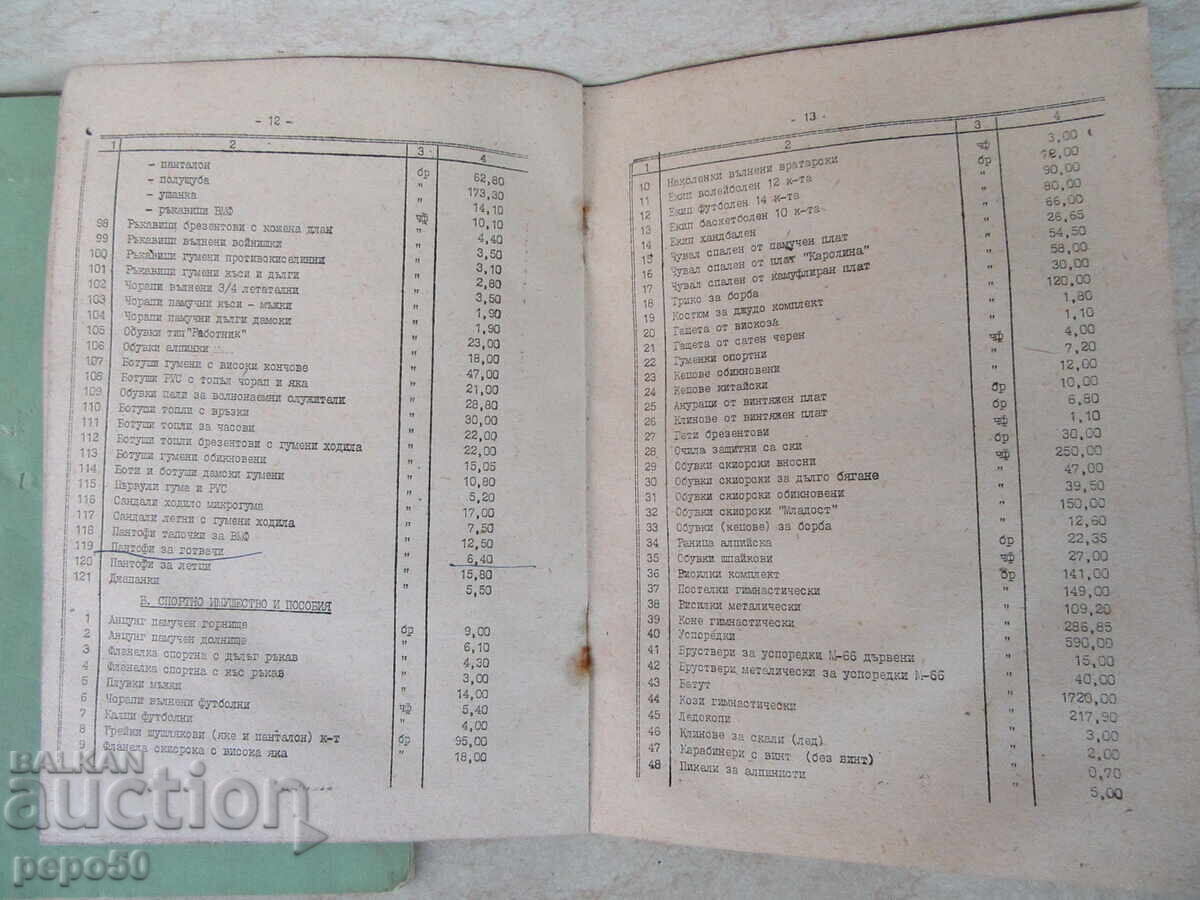 - 12 -
1 2 3 4
- панталон бр 62,80
- полушуба " 173,30
- ушанка " 14,10
- ръкавици ВМФ чф 10,10
98 Ръкавици брезентови с кожена длан " 4,40
99 Ръкавици вълнени войнишки " 3,50
100 Ръкавици гумени противокиселинни " 3,10
101 Ръкавици гумени къси и дълги " 2,80
102 Чорапи вълнени 3/4 летателни " 3,50
103 Чорапи памучни къси - мъжки " 1,90
104 Чорапи памучни дълги дамски " 1,90
105 Обувки тип "Работник" " 23,00
106 Обувки алпинки " 18,00
107 Ботуши гумени с високи кончове " 47,00
108 Ботуши РVС с топъл чорап и яка " 21,00
109 Обувки цели за волнонаемни служители " 28,80
110 Ботуши топли с връзки " 30,00
111 Ботуши топли за часови " 22,00
112 Ботуши топли брезентови с гумени ходила " 22,00
113 Ботуши гумени обикновени " 15,05
114 Боти и ботуши дамски гумени " 10,80
115 Цървули гума и РVС " 5,20
116 Сандали ходило микрогума " 17,00
117 Сандали летни с гумени ходила " 7,50
118 Пантофи тапочки за ВМФ " 12,50
119 Пантофи за готвачи " 6,40
120 Пантофи за летци " 15,80
121 Джапанки " 5,50
В. СПОРТНО ИМУЩЕСТВО И ПОСОБИЯ
1 Анцунг памучен горнище бр 9,00
2 Анцунг памучен долнище " 6,10
3 Фланелка спортна с дълъг ръкав " 4,30
4 Фланелка спортна с къс ръкав " 3,00
5 Плувки мъжки " 14,00
6 Чорапи вълнени футболни чф 5,40
7 Калци футболни " 4,00
8 Грейки шушлякови (яке и панталон) к-т бр 95,00
9 Фланела скиорска с висока яка " 18,00
- 13 -
1 2 3 4
10 Наколенки вълнени вратарски чф 3,00
11 Екип волейболен 12 к-та бр 78,00
12 Екип футболен 14 к-та " 90,00
13 Екип баскетболен 10 к-та " 80,00
14 Екип хандбален " 66,00
15 Чувал спален от памучен плат " 26,65
16 Чувал спален от плат "Каролина" " 54,50
17 Чувал спален от камуфлиран плат " 58,00
18 Трико за борба " 30,00
19 Костюм за джудо комплект " 120,00
20 Гащета от вискоза " 1,80
21 Гащета от сатен черен " 1,10
22 Гуменки спортни чф 4,00
23 Кецове обикновени " 7,20
24 Кецове китайски " 12,00
25 Анураци от винтяжен плат бр 10,00
26 Клинове от винтяжен плат бр 6,80
27 Гети брезентови чф 1,10
28 Очила защитни са ски бр 30,00
29 Обувки скиорски вносни чф 250,00
30 Обувки скиорски за дълго бягане " 47,00
31 Обувки скиорски обикновени " 39,50
32 Обувки скиорски "Младост" " 150,00
33 Обувки (кецове) за борба " 12,60
34 Раница алпийска бр 22,35
35 Обувки шпайкови чф 27,00
36 Висилки комплект бр 141,00
37 Постелки гимнастически " 149,00
38 Висилки металически " 109,20
39 Коне гимнастически " 286,85
40 Успоредки " 590,00
41 Бруствери за успоредки М-66 дървени " 15,00
42 Бруствери металически за успоредки М-66 " 40,00
43 Батут " 1720,00
44 Кози гимнастически " 217,90
45 Ледокопи " 3,00
46 Клинове за скали (лед) " 2,00
47 Карабинери с винт (без винт) " 0,70
48 Пикели за алпинисти " 5,00
BALKAN
auction
pepo50